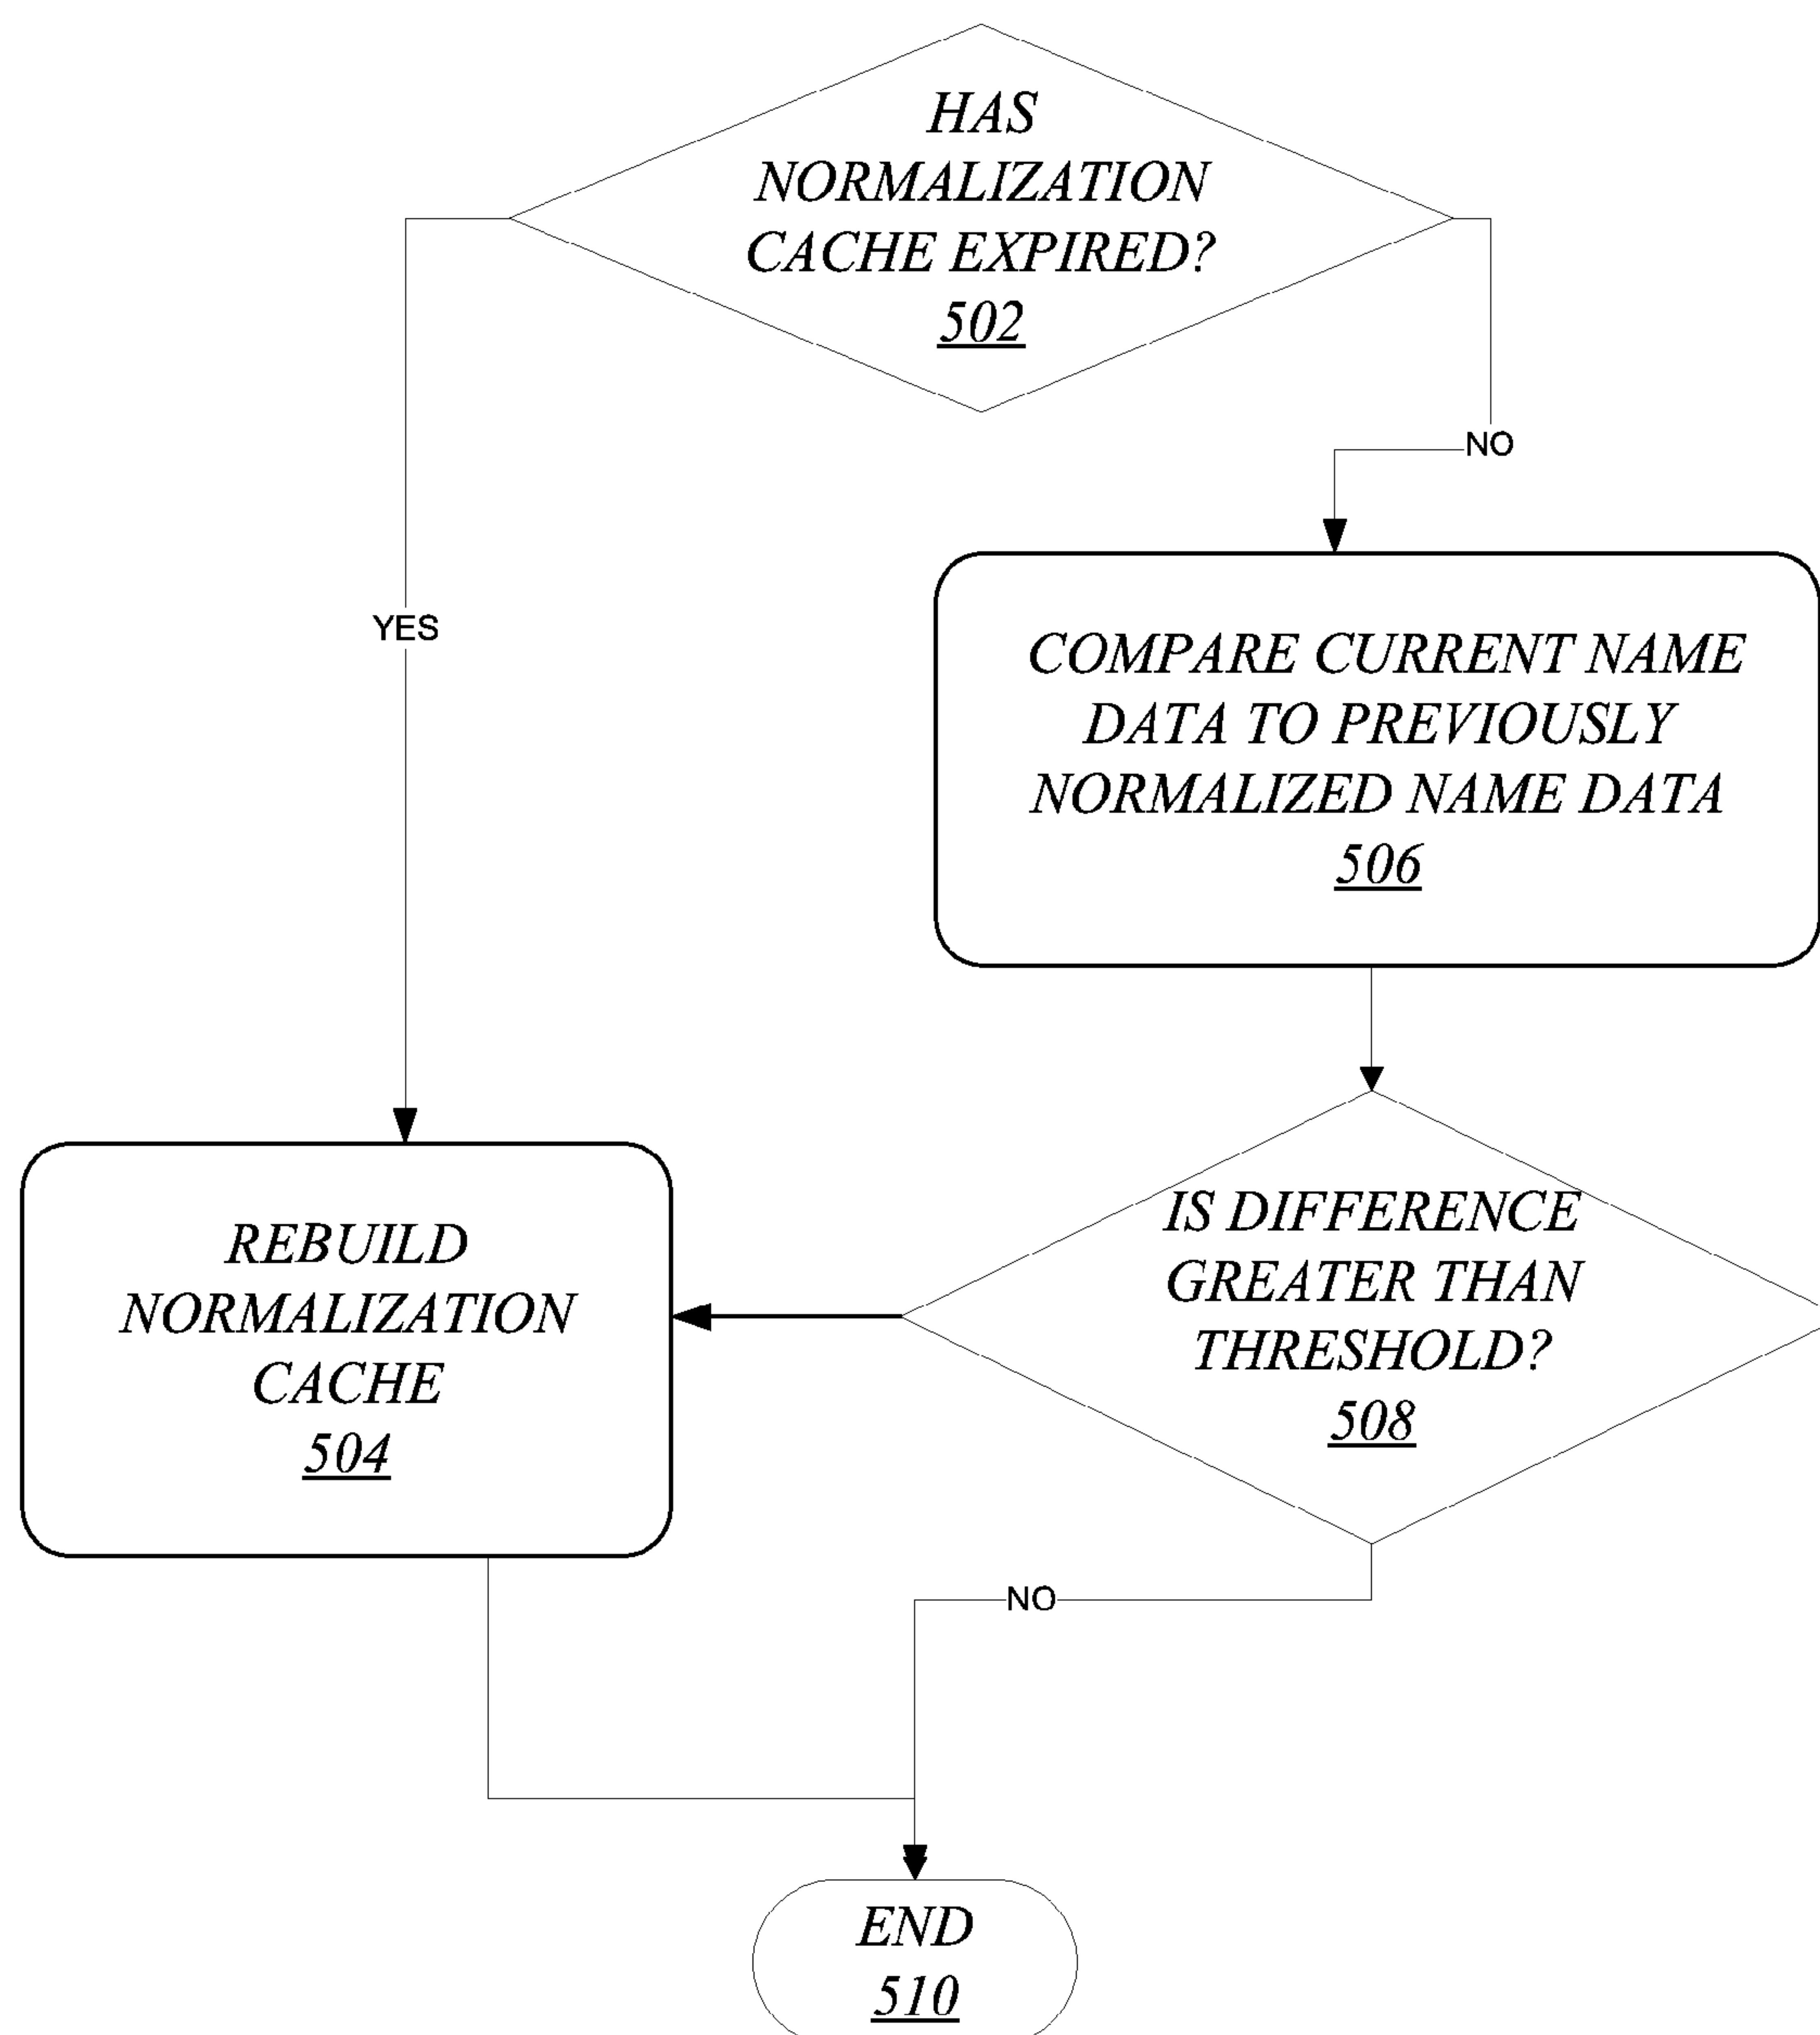 HAS
NORMALIZATION
CACHE EXPIRED?
502
NO
YES
COMPARE CURRENT NAME
DATA TO PREVIOUSLY
NORMALIZED NAME DATA
506
REBUILD
NORMALIZATION
CACHE
504
IS DIFFERENCE
GREATER THAN
THRESHOLD?
508
NO
END
510